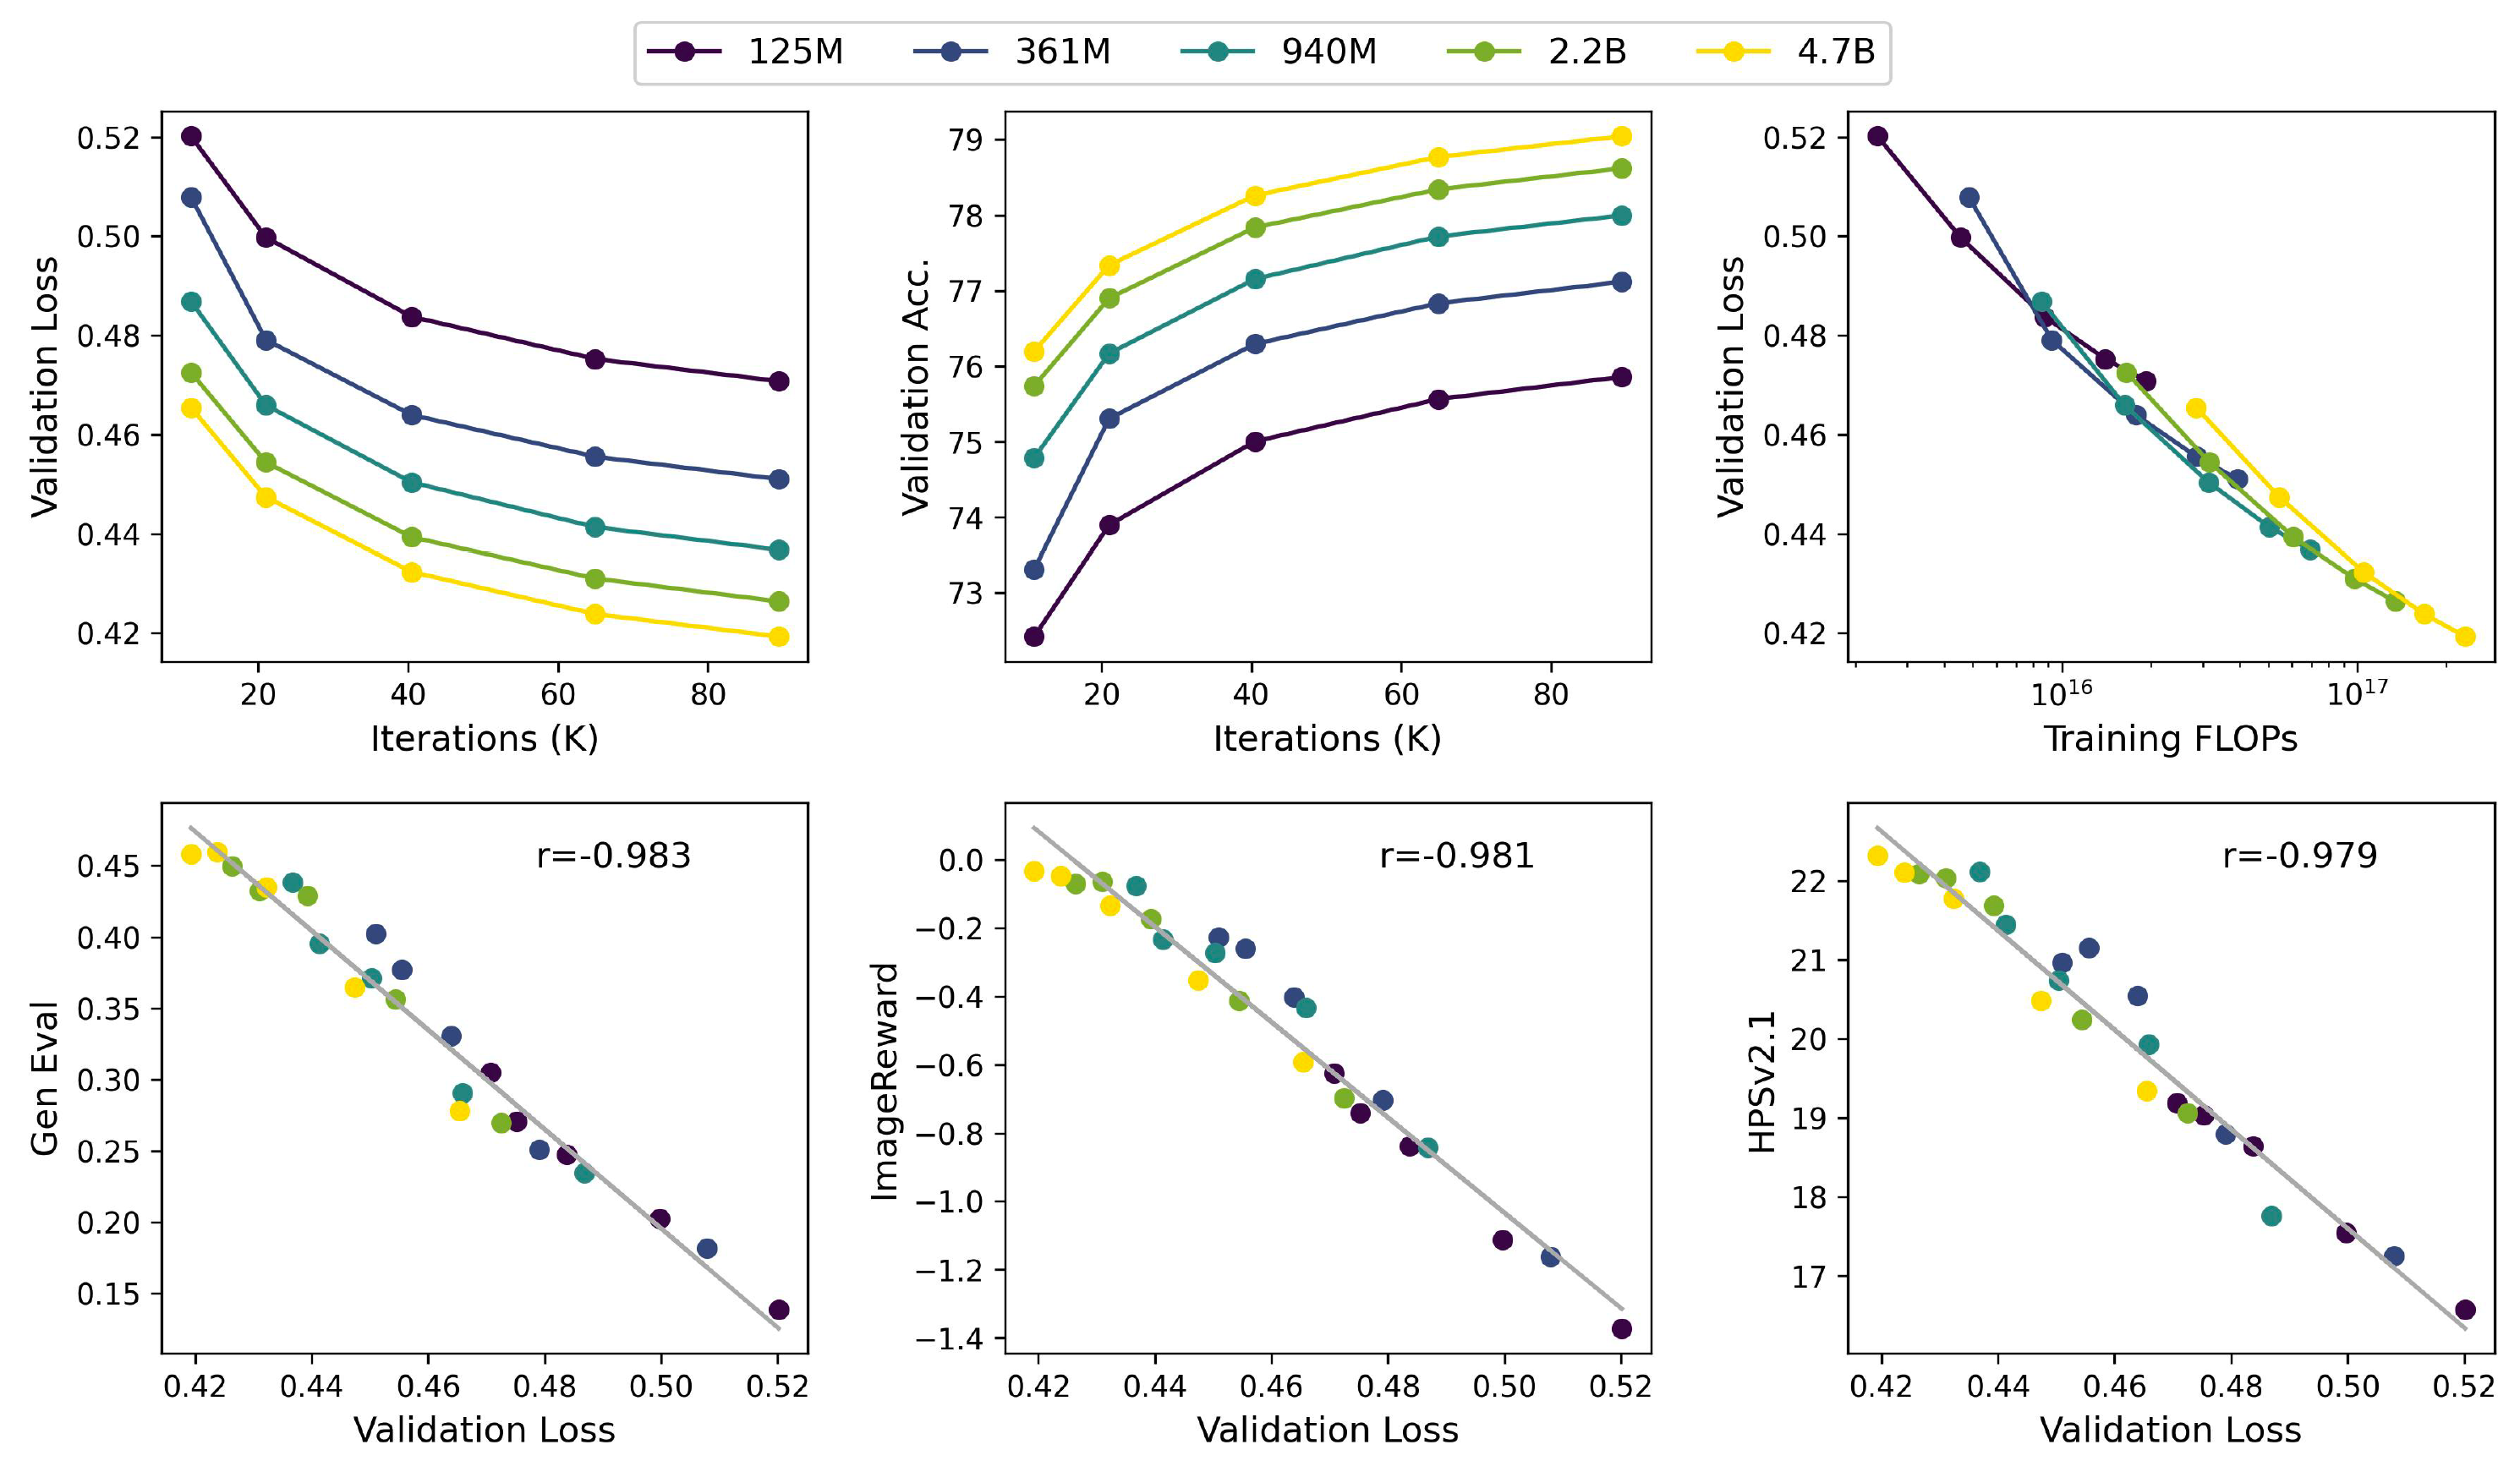 125M 361M 940M 2.2B 4.7B
0.52
0.50
0.48
0.46
0.44
0.42
Validation Loss
20 40 60 80
Iterations (K)
79
78
77
76
75
74
73
Validation Acc.
20 40 60 80
Iterations (K)
0.52
0.50
0.48
0.46
0.44
0.42
Validation Loss
10^16 10^17
Training FLOPs
r=-0.983
0.45
0.40
0.35
0.30
0.25
0.20
0.15
Gen Eval
0.42 0.44 0.46 0.48 0.50 0.52
Validation Loss
r=-0.981
0.0
−0.2
−0.4
−0.6
−0.8
−1.0
−1.2
−1.4
ImageReward
0.42 0.44 0.46 0.48 0.50 0.52
Validation Loss
r=-0.979
22
21
20
19
18
17
HPSv2.1
0.42 0.44 0.46 0.48 0.50 0.52
Validation Loss